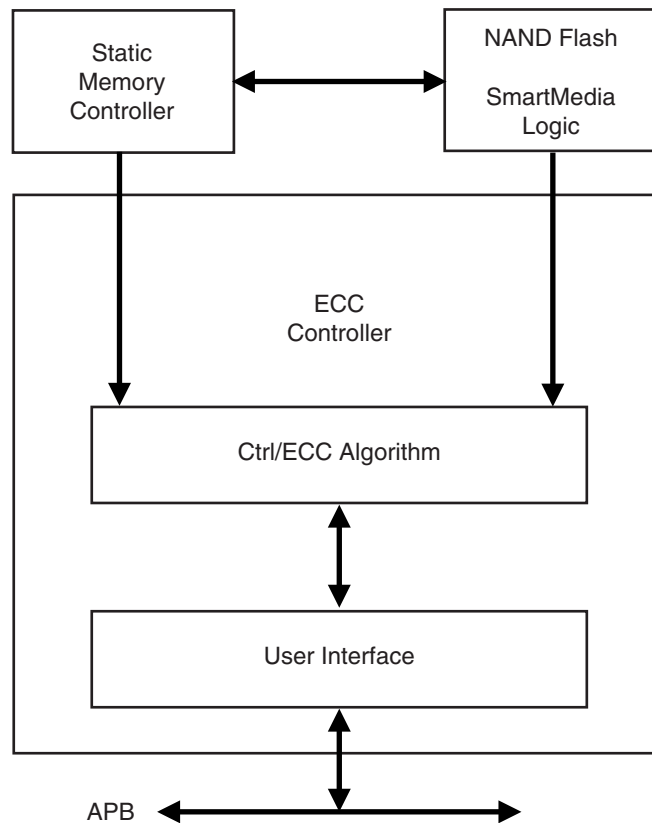 Static
Memory
Controller
NAND Flash
SmartMedia
Logic
ECC
Controller
Ctrl/ECC Algorithm
User Interface
APB